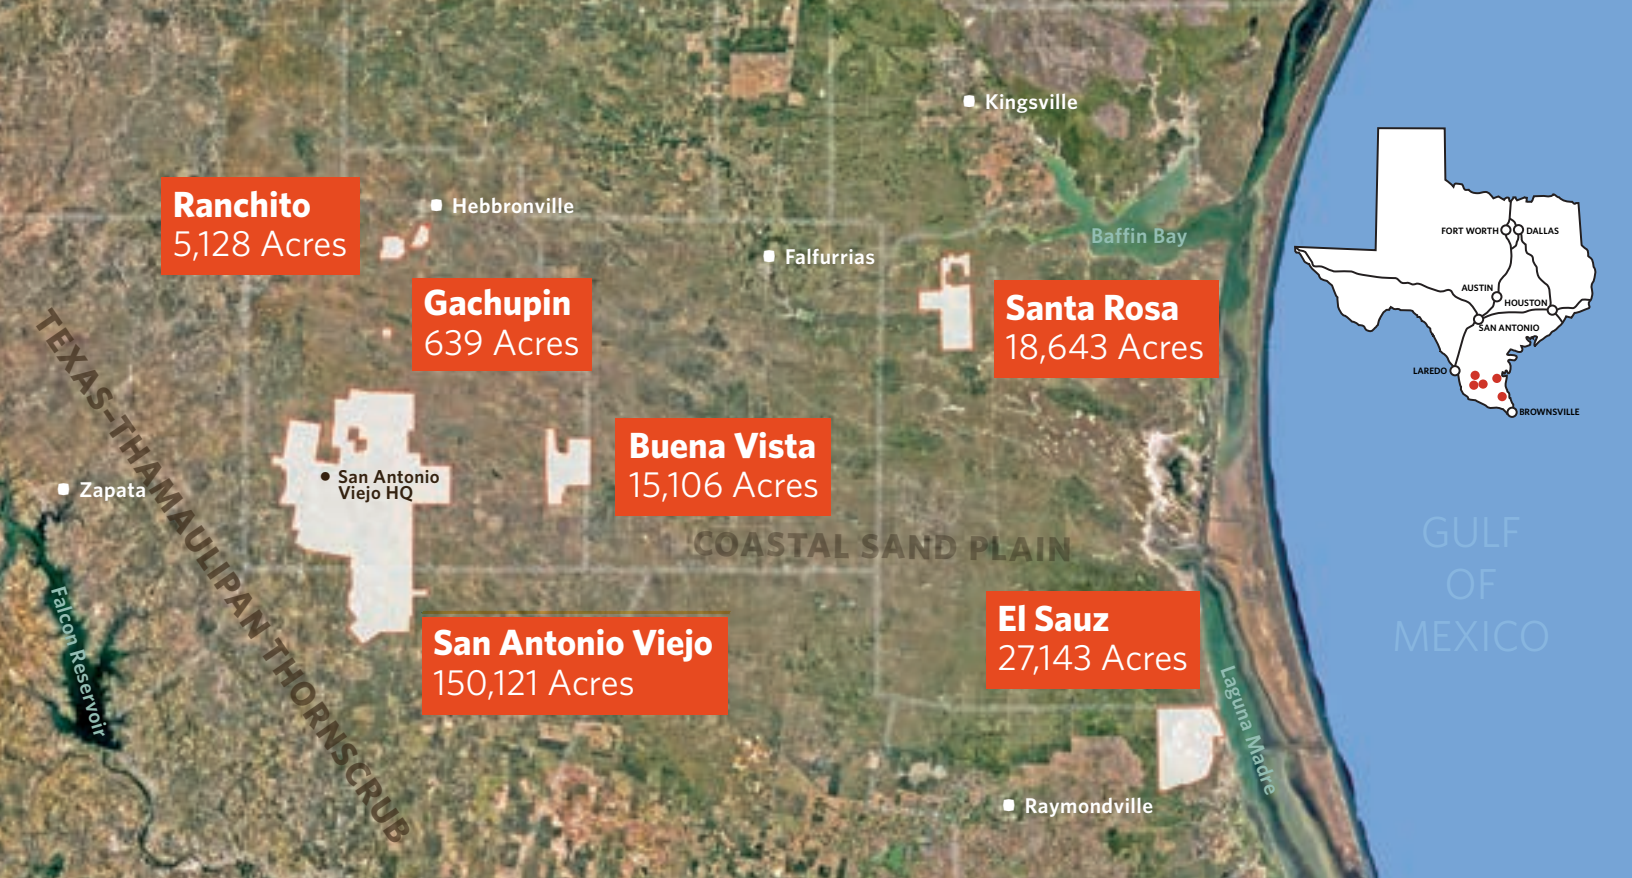 Kingsville
Ranchito
5,128 Acres
Hebbronville
Baffin Bay
Falfurrias
Gachupin
639 Acres
Santa Rosa
18,643 Acres
FORT WORTH
DALLAS
AUSTIN
HOUSTON
SAN ANTONIO
LAREDO
BROWNSVILLE
TEXAS-THAMAULIPAN THORNSCRUB
Buena Vista
15,106 Acres
San Antonio
Viejo HQ
Zapata
COASTAL SAND PLAIN
GULF
OF
MEXICO
Falcon Reservoir
San Antonio Viejo
150,121 Acres
El Sauz
27,143 Acres
Laguna Madre
Raymondville